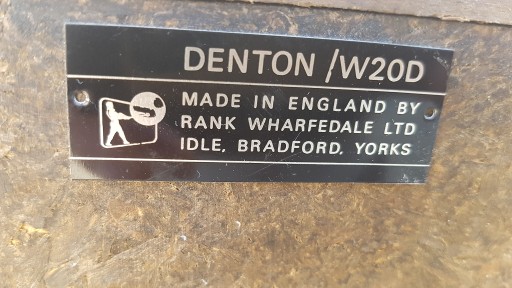 DENTON /W20D
MADE IN ENGLAND BY
RANK WHARFEDALE LTD
IDLE, BRADFORD, YORKS